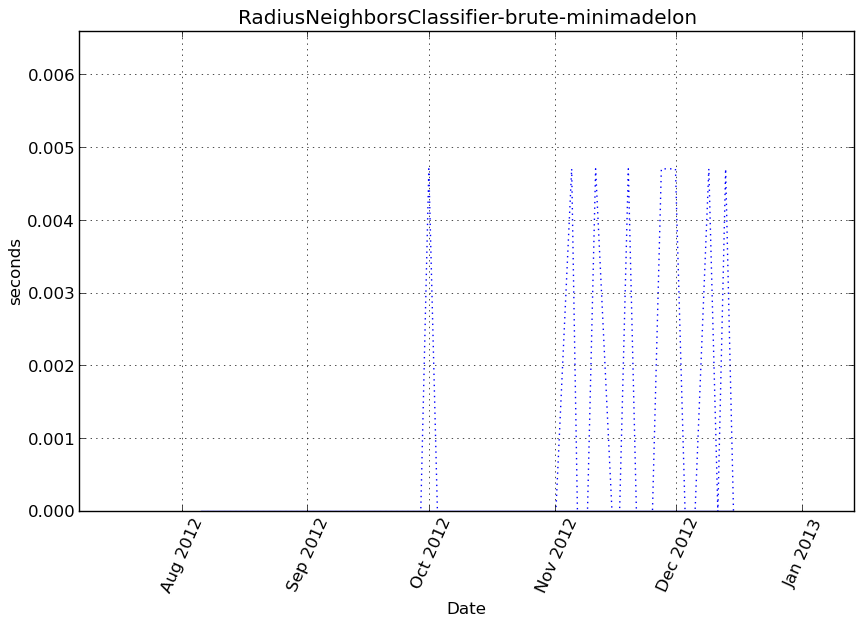 RadiusNeighborsClassifier-brute-minimadelon
0.006
0.005
0.004
0.003
0.002
0.001
0.000
seconds
Aug 2012
Sep 2012
Oct 2012
Nov 2012
Dec 2012
Jan 2013
Date